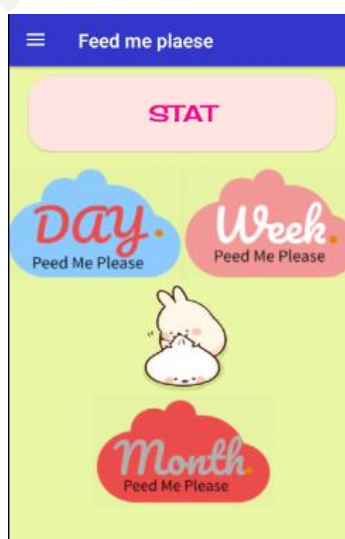 Feed me plaese
STAT
Day.
Peed Me Please
Week.
Peed Me Please
Month.
Peed Me Please